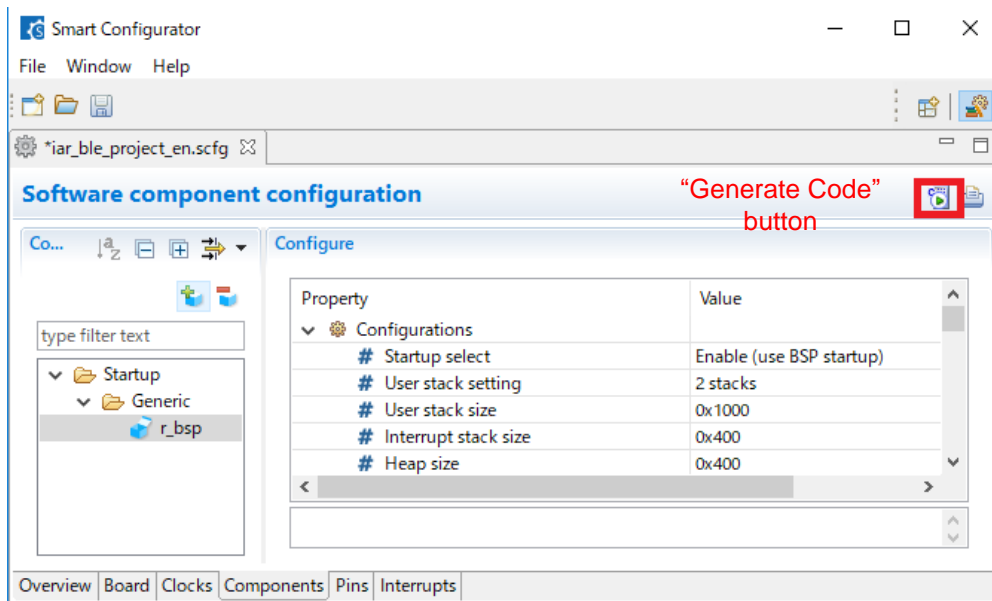 Smart Configurator
File Window Help
*iar_ble_project_en.scfg
Software component configuration
“Generate Code”
button
Co...
Configure
type filter text
Startup
Generic
r_bsp
Property Value
Configurations
# Startup select Enable (use BSP startup)
# User stack setting 2 stacks
# User stack size 0x1000
# Interrupt stack size 0x400
# Heap size 0x400
Overview Board Clocks Components Pins Interrupts